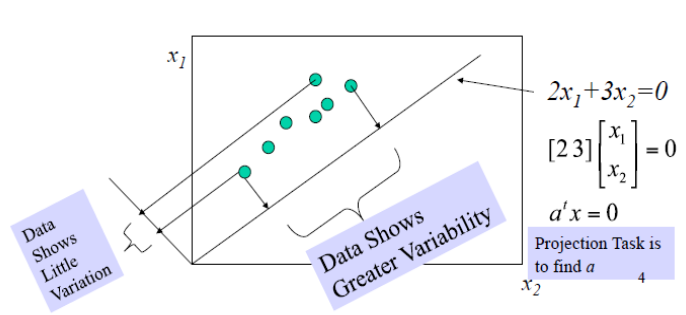 x1
2x1+3x2=0
[2 3] [x1 x2] = 0
a^t x = 0
Projection Task is
to find a
4
x2
Data
Shows
Little
Variation
Data Shows
Greater Variability